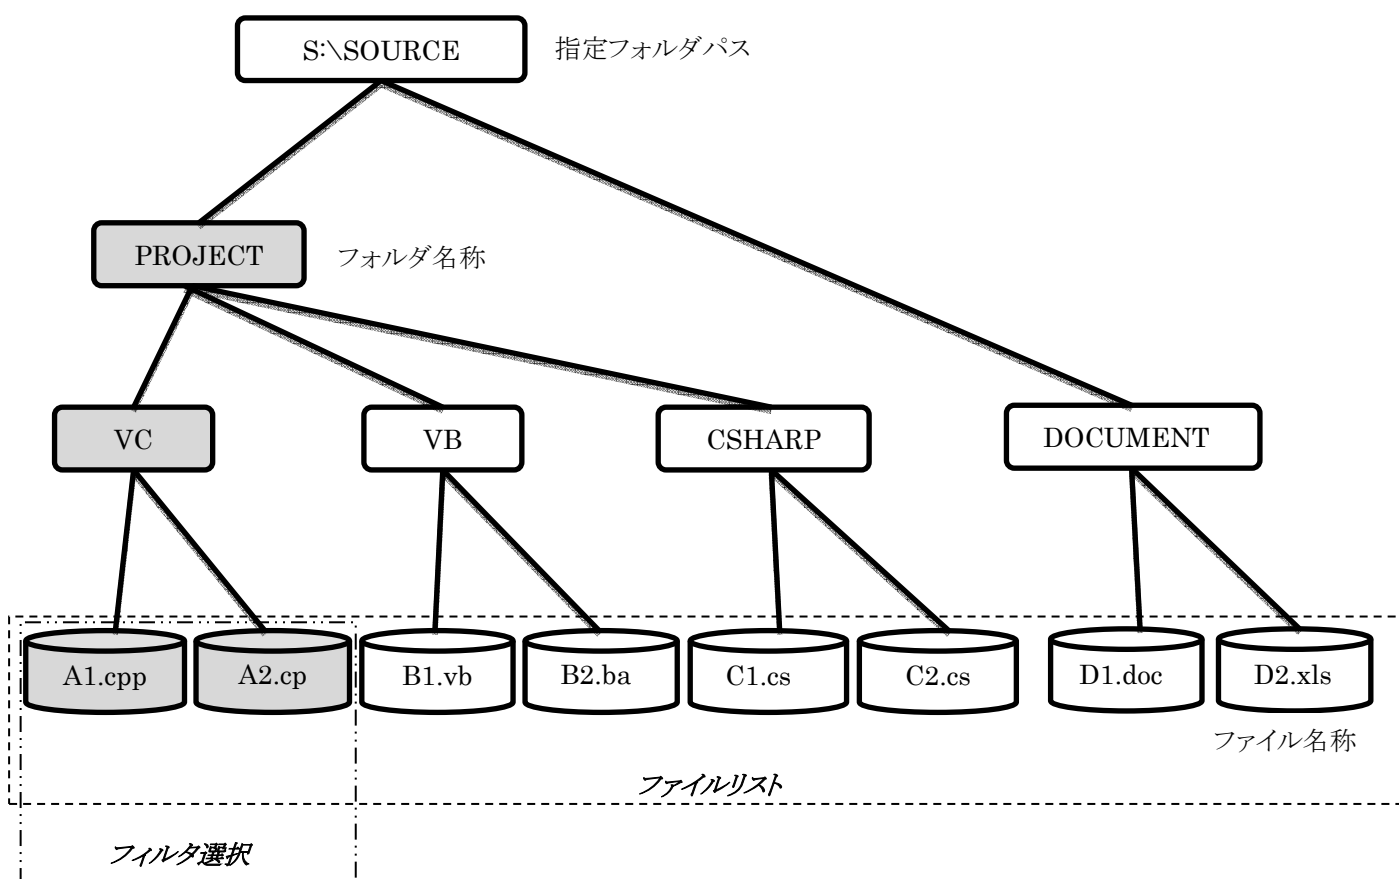 S:\SOURCE
指定フォルダパス
PROJECT
フォルダ名称
VC
VB
CSHARP
DOCUMENT
A1.cpp
A2.cp
B1.vb
B2.ba
C1.cs
C2.cs
D1.doc
D2.xls
ファイル名称
ファイルリスト
フィルタ選択